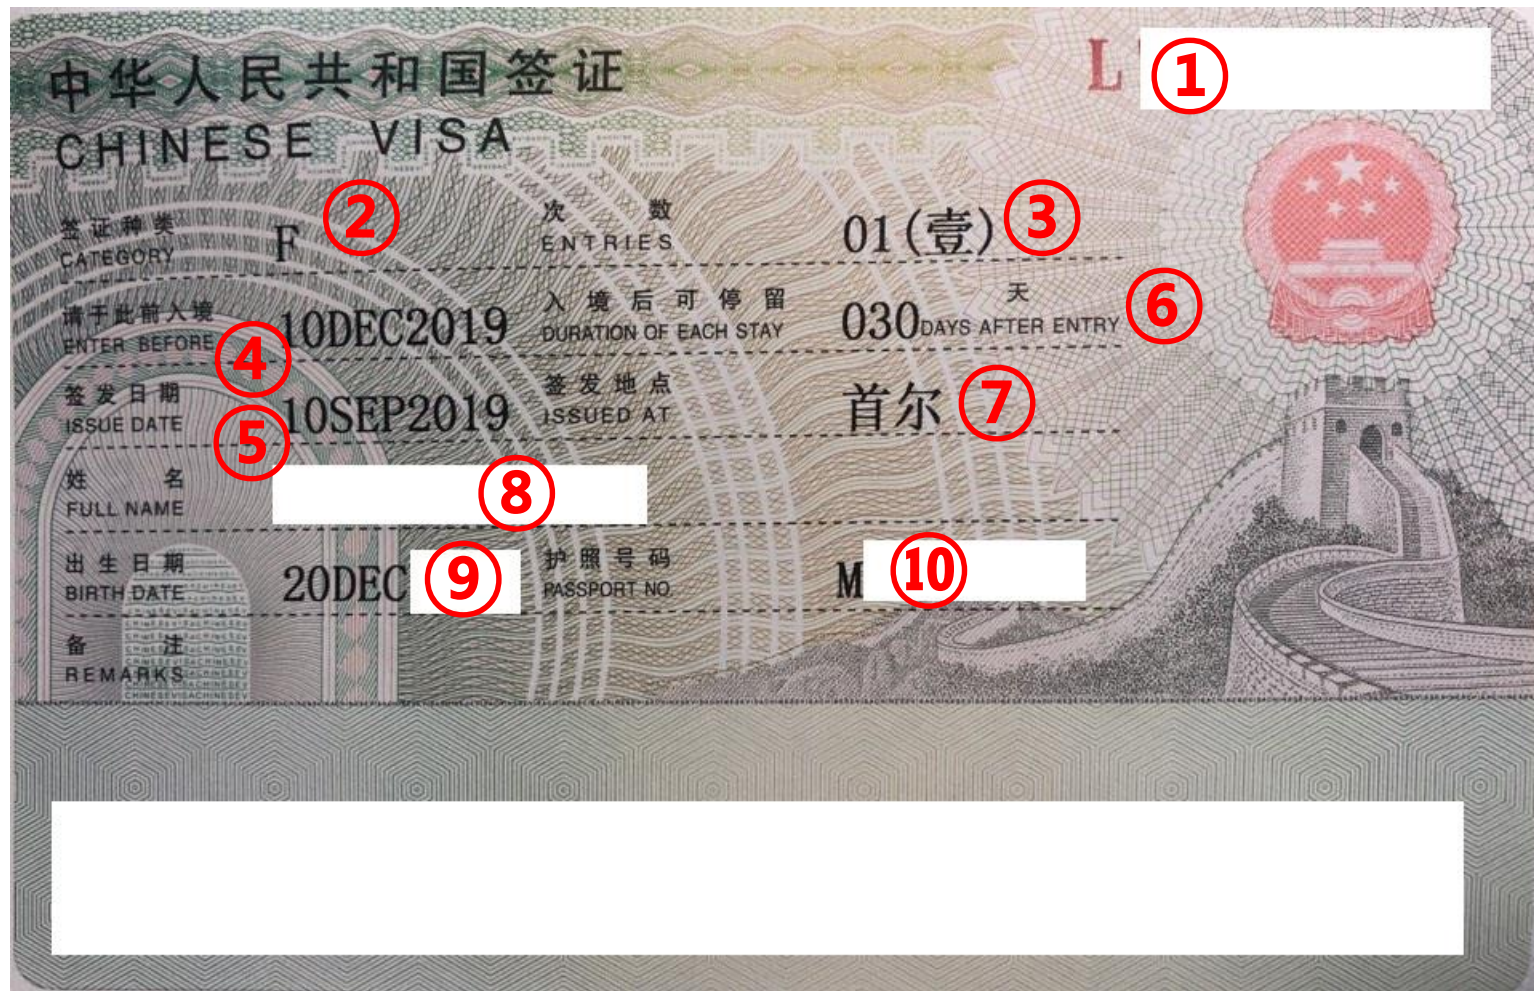 中华人民共和国签证
CHINESE VISA
L ①
签证种类
CATEGORY
F ②
次 数
ENTRIES
01(壹) ③
请于此前入境
ENTER BEFORE ④
10DEC2019
入境后可停留
DURATION OF EACH STAY
030 天
DAYS AFTER ENTRY ⑥
签发日期
ISSUE DATE ⑤
10SEP2019
签发地点
ISSUED AT
首尔 ⑦
姓 名
FULL NAME
⑧
出生日期
BIRTH DATE
20DEC ⑨
护照号码
PASSPORT NO.
M ⑩
备 注
REMARKS